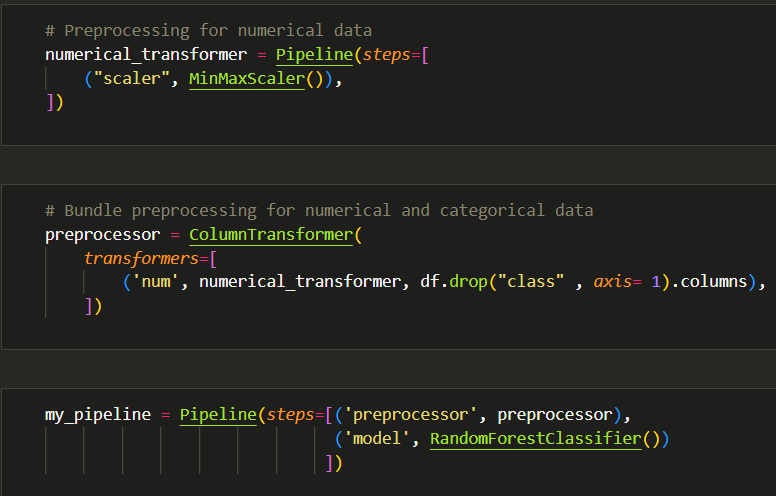 # Preprocessing for numerical data
numerical_transformer = Pipeline(steps=[
    ("scaler", MinMaxScaler()),
])
# Bundle preprocessing for numerical and categorical data
preprocessor = ColumnTransformer(
    transformers=[
        ('num', numerical_transformer, df.drop("class" , axis= 1).columns),
    ])
my_pipeline = Pipeline(steps=[('preprocessor', preprocessor),
                              ('model', RandomForestClassifier())
                             ])